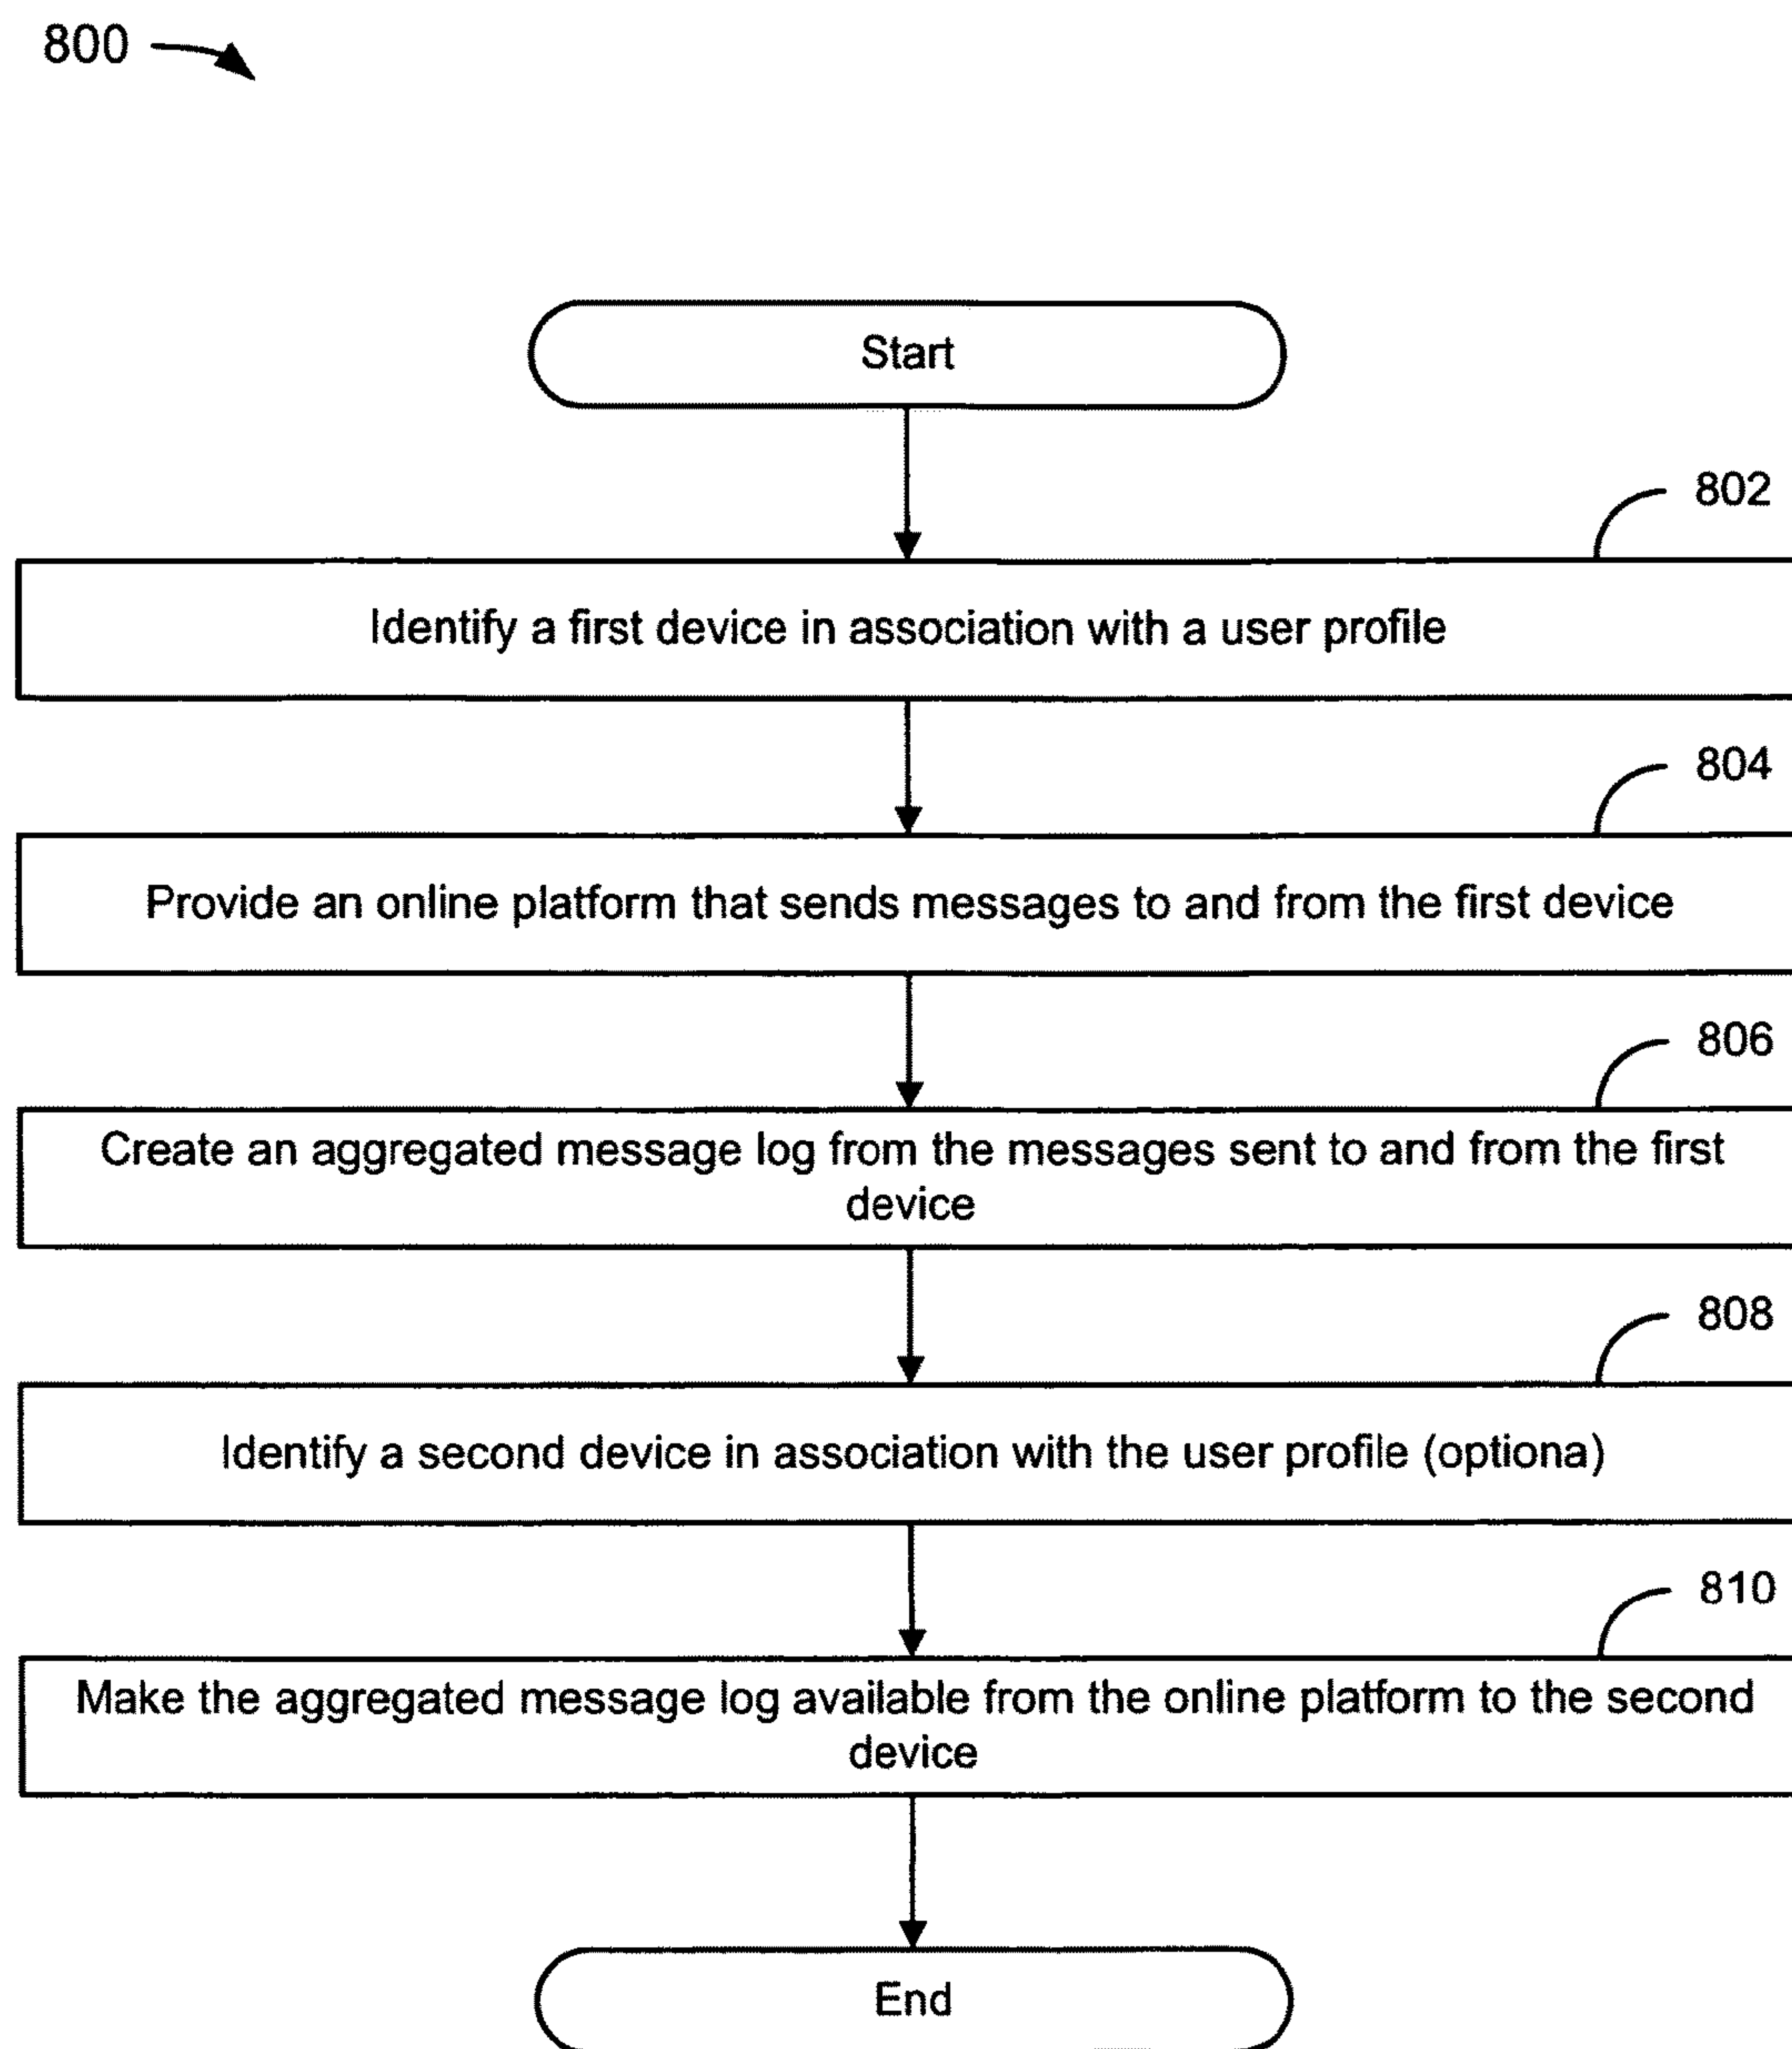 800
Start
802
Identify a first device in association with a user profile
804
Provide an online platform that sends messages to and from the first device
806
Create an aggregated message log from the messages sent to and from the first
device
808
Identify a second device in association with the user profile (optiona)
810
Make the aggregated message log available from the online platform to the second
device
End